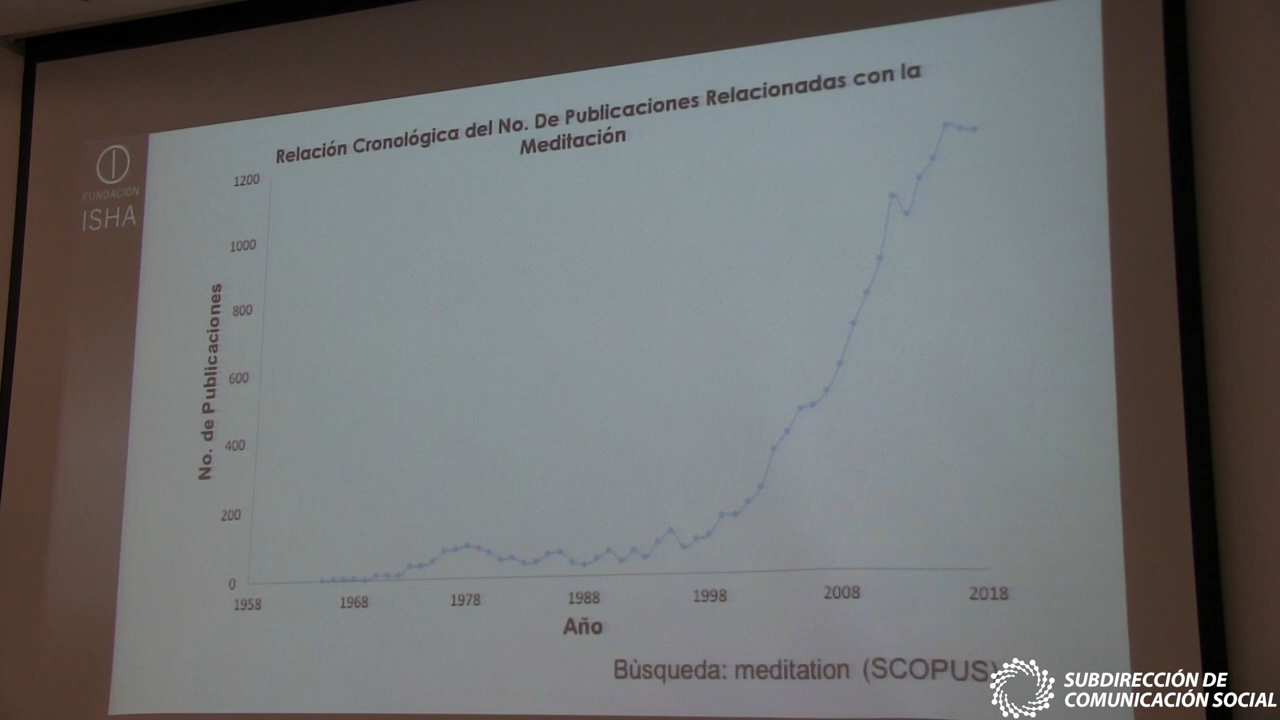 Relación Cronológica del No. De Publicaciones Relacionadas con la
Meditación
FUNDACIÓN
ISHA
No. de Publicaciones
1200
1000
800
600
400
200
0
1958 1968 1978 1988 1998 2008 2018
Año
Bùsqueda: meditation (SCOPUS)
SUBDIRECCIÓN DE
COMUNICACIÓN SOCIAL